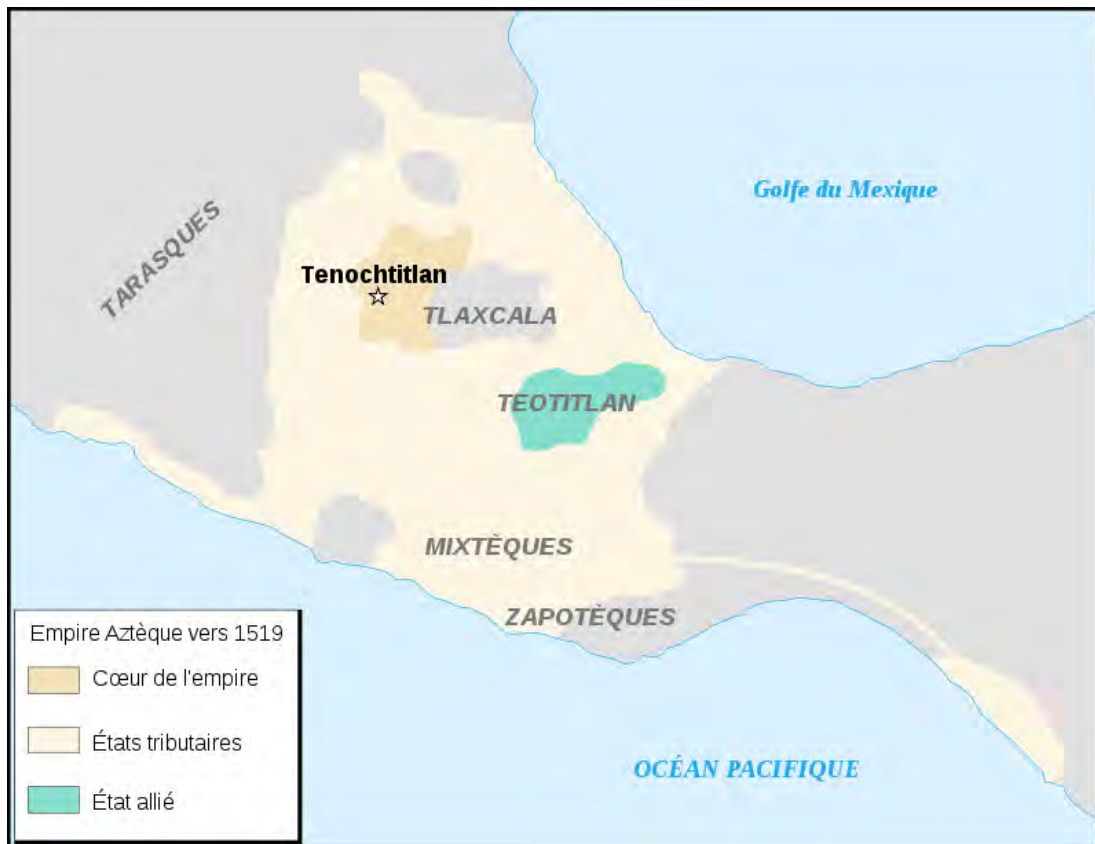 Golfe du Mexique
TARASQUES
Tenochtitlan
TLAXCALA
TEOTITLAN
MIXTÈQUES
ZAPOTÈQUES
OCÉAN PACIFIQUE
Empire Aztèque vers 1519
Cœur de l'empire
États tributaires
État allié